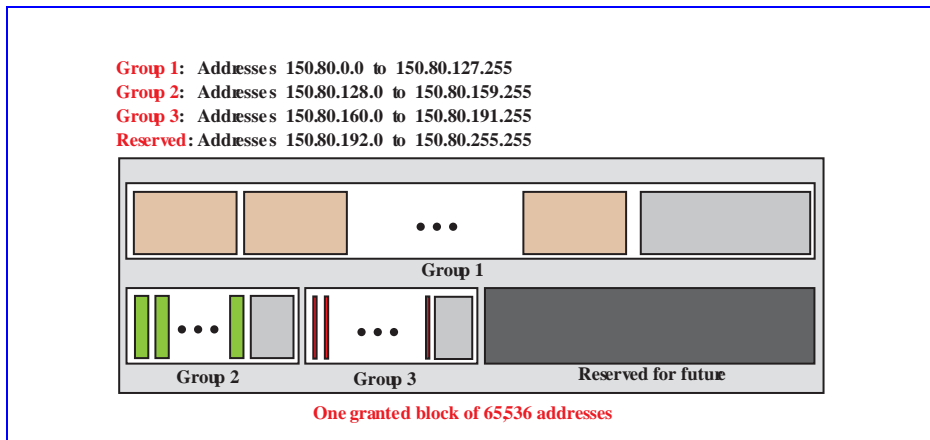 Group 1: Addresses 150.80.0.0 to 150.80.127.255
Group 2: Addresses 150.80.128.0 to 150.80.159.255
Group 3: Addresses 150.80.160.0 to 150.80.191.255
Reserved: Addresses 150.80.192.0 to 150.80.255.255
Group 1
Group 2
Group 3
Reserved for future
One granted block of 65,536 addresses